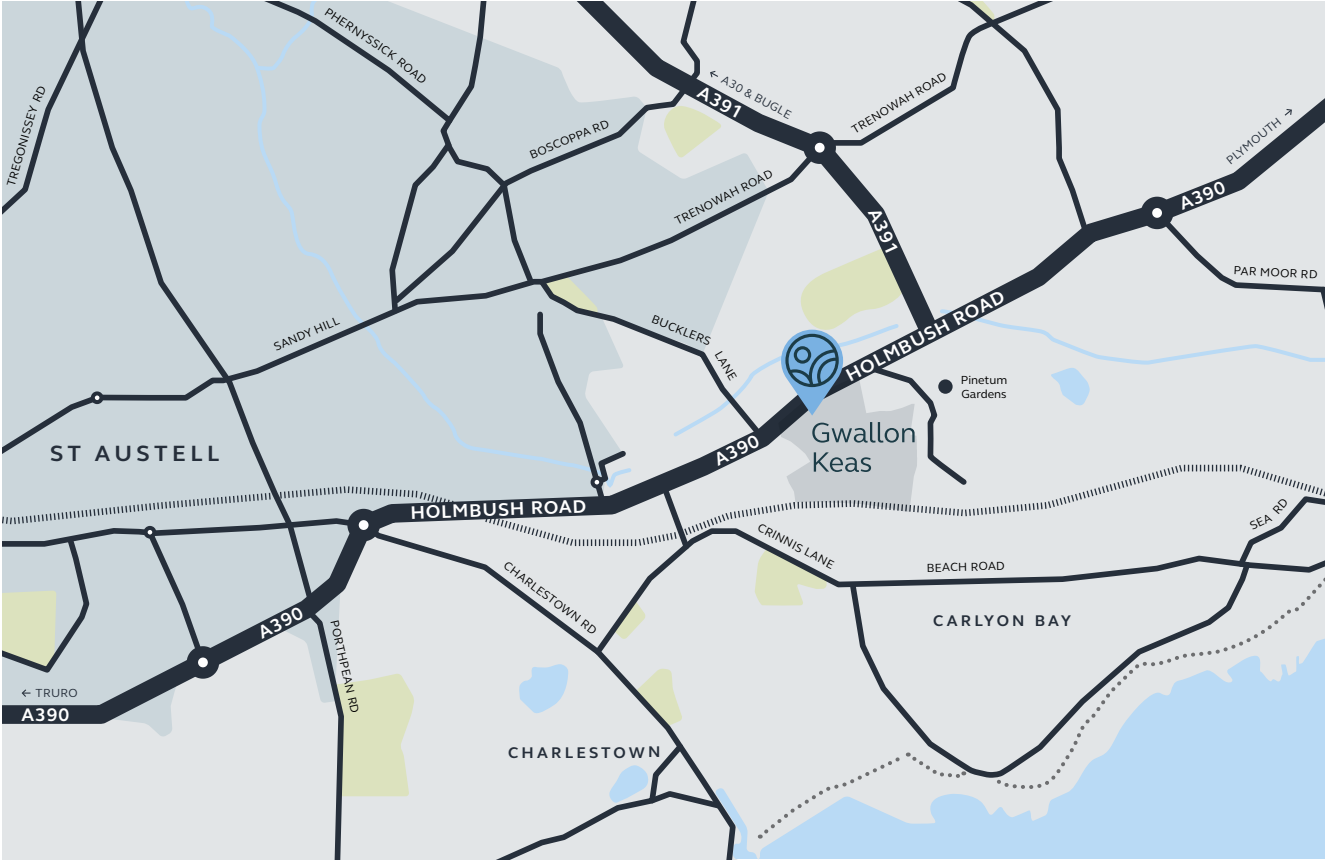 PHERNYSSICK ROAD
← A30 & BUGLE
A391
TRENOWAH ROAD
TREGONISSEY RD
BOSCOPPA RD
PLYMOUTH →
A390
TRENOWAH ROAD
A391
PAR MOOR RD
SANDY HILL
BUCKLERS
LANE
HOLMBUSH ROAD
Pinetum
Gardens
ST AUSTELL
A390
Gwallon
Keas
HOLMBUSH ROAD
SEA RD
CRINNIS LANE
BEACH ROAD
CHARLESTOWN RD
A390
CARLYON BAY
PORTHPEAN RD
← TRURO
A390
CHARLESTOWN